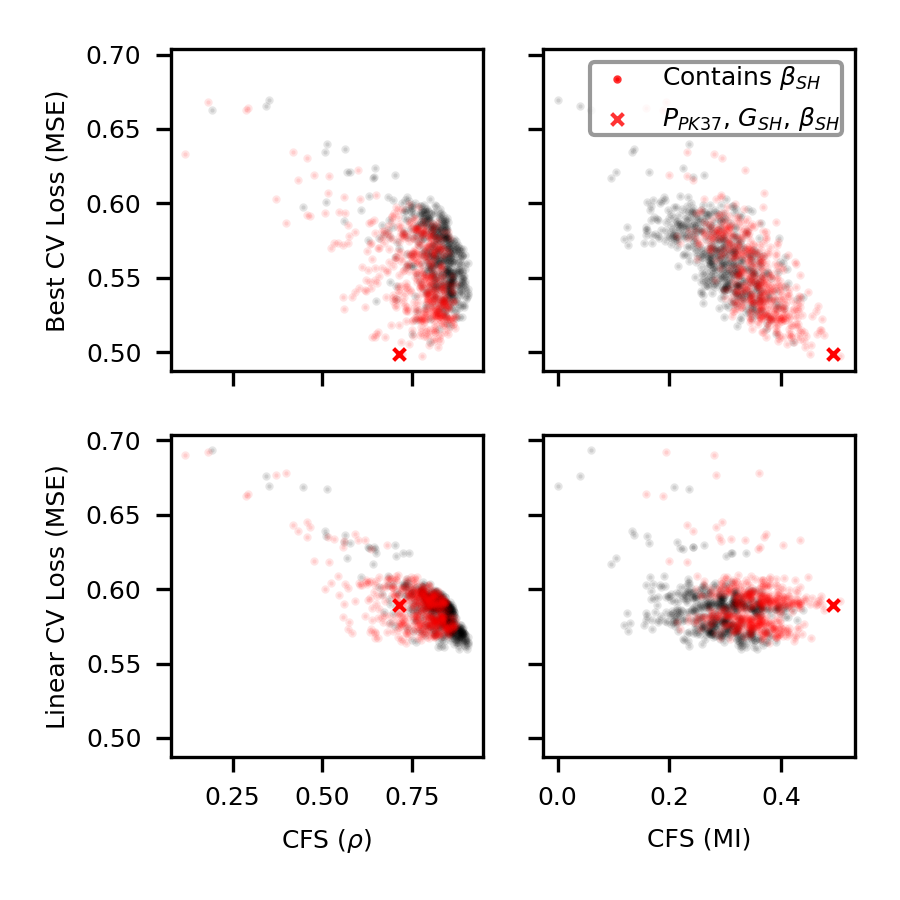 0.70
0.65
0.60
0.55
0.50
Best CV Loss (MSE)
Contains β_SH
P_PK37, G_SH, β_SH
0.70
0.65
0.60
0.55
0.50
Linear CV Loss (MSE)
0.25 0.50 0.75
CFS (ρ)
0.0 0.2 0.4
CFS (MI)